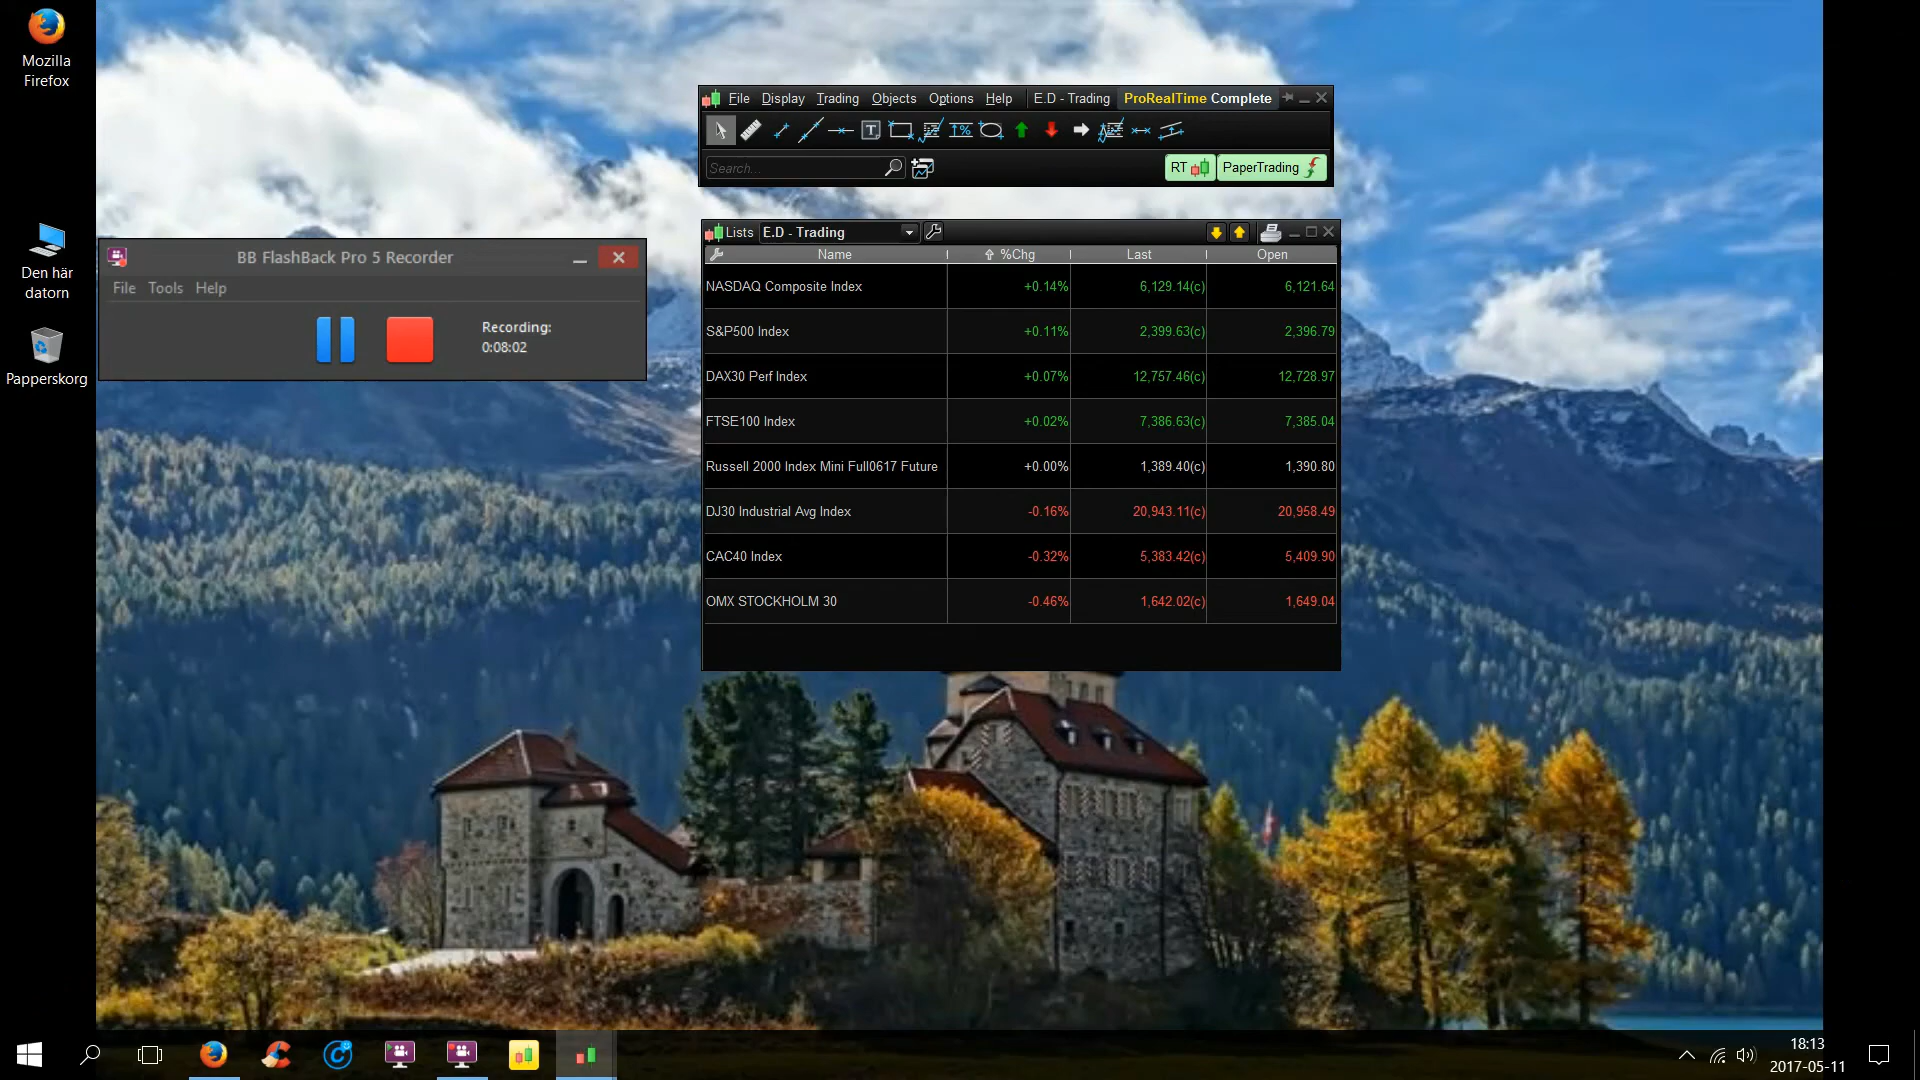 Mozilla
Firefox
Den här
datorn
Papperskorg
BB FlashBack Pro 5 Recorder
File Tools Help
Recording:
0:08:02
File Display Trading Objects Options Help E.D - Trading ProRealTime Complete
T %
Search... RT PaperTrading
Lists E.D - Trading
Name %Chg Last Open
NASDAQ Composite Index +0.14% 6,129.14(c) 6,121.64
S&P500 Index +0.11% 2,399.63(c) 2,396.79
DAX30 Perf Index +0.07% 12,757.46(c) 12,728.97
FTSE100 Index +0.02% 7,386.63(c) 7,385.04
Russell 2000 Index Mini Full0617 Future +0.00% 1,389.40(c) 1,390.80
DJ30 Industrial Avg Index -0.16% 20,943.11(c) 20,958.49
CAC40 Index -0.32% 5,383.42(c) 5,409.90
OMX STOCKHOLM 30 -0.46% 1,642.02(c) 1,649.04
18:13
2017-05-11